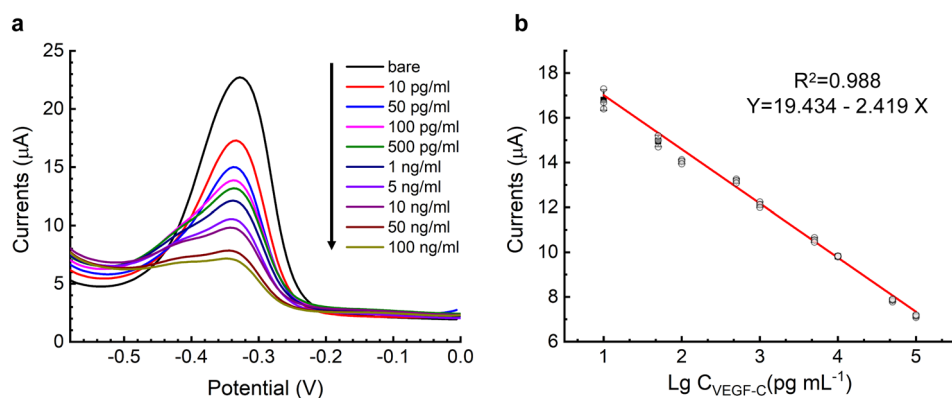 a
Currents (μA)
25
20
15
10
5
0
-0.5
-0.4
-0.3
-0.2
-0.1
0.0
Potential (V)
bare
10 pg/ml
50 pg/ml
100 pg/ml
500 pg/ml
1 ng/ml
5 ng/ml
10 ng/ml
50 ng/ml
100 ng/ml
b
Currents (μA)
18
16
14
12
10
8
6
1
2
3
4
5
Lg C_VEGF-C(pg mL⁻¹)
R²=0.988
Y=19.434 - 2.419 X